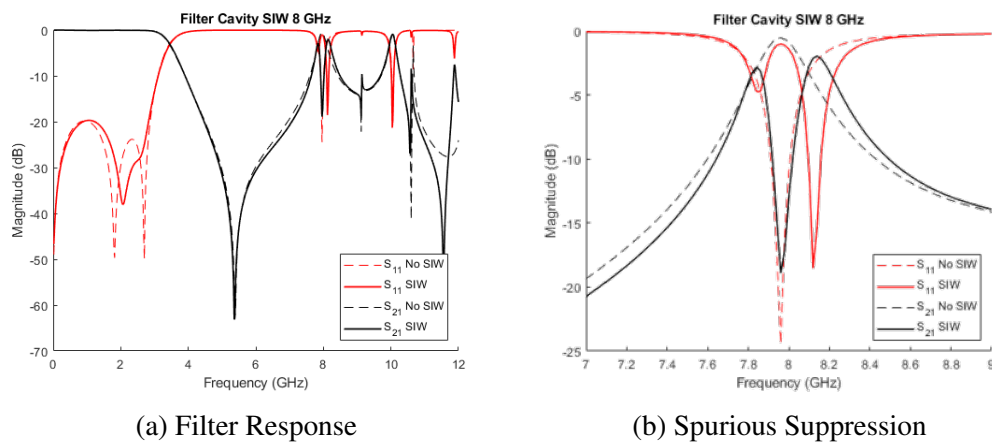 Filter Cavity SIW 8 GHz
0
-10
-20
-30
-40
-50
-60
-70
Magnitude (dB)
0 2 4 6 8 10 12
Frequency (GHz)
S11 No SIW
S11 SIW
S21 No SIW
S21 SIW
(a) Filter Response
Filter Cavity SIW 8 GHz
0
-5
-10
-15
-20
-25
Magnitude (dB)
7 7.2 7.4 7.6 7.8 8 8.2 8.4 8.6 8.8 9
Frequency (GHz)
S11 No SIW
S11 SIW
S21 No SIW
S21 SIW
(b) Spurious Suppression